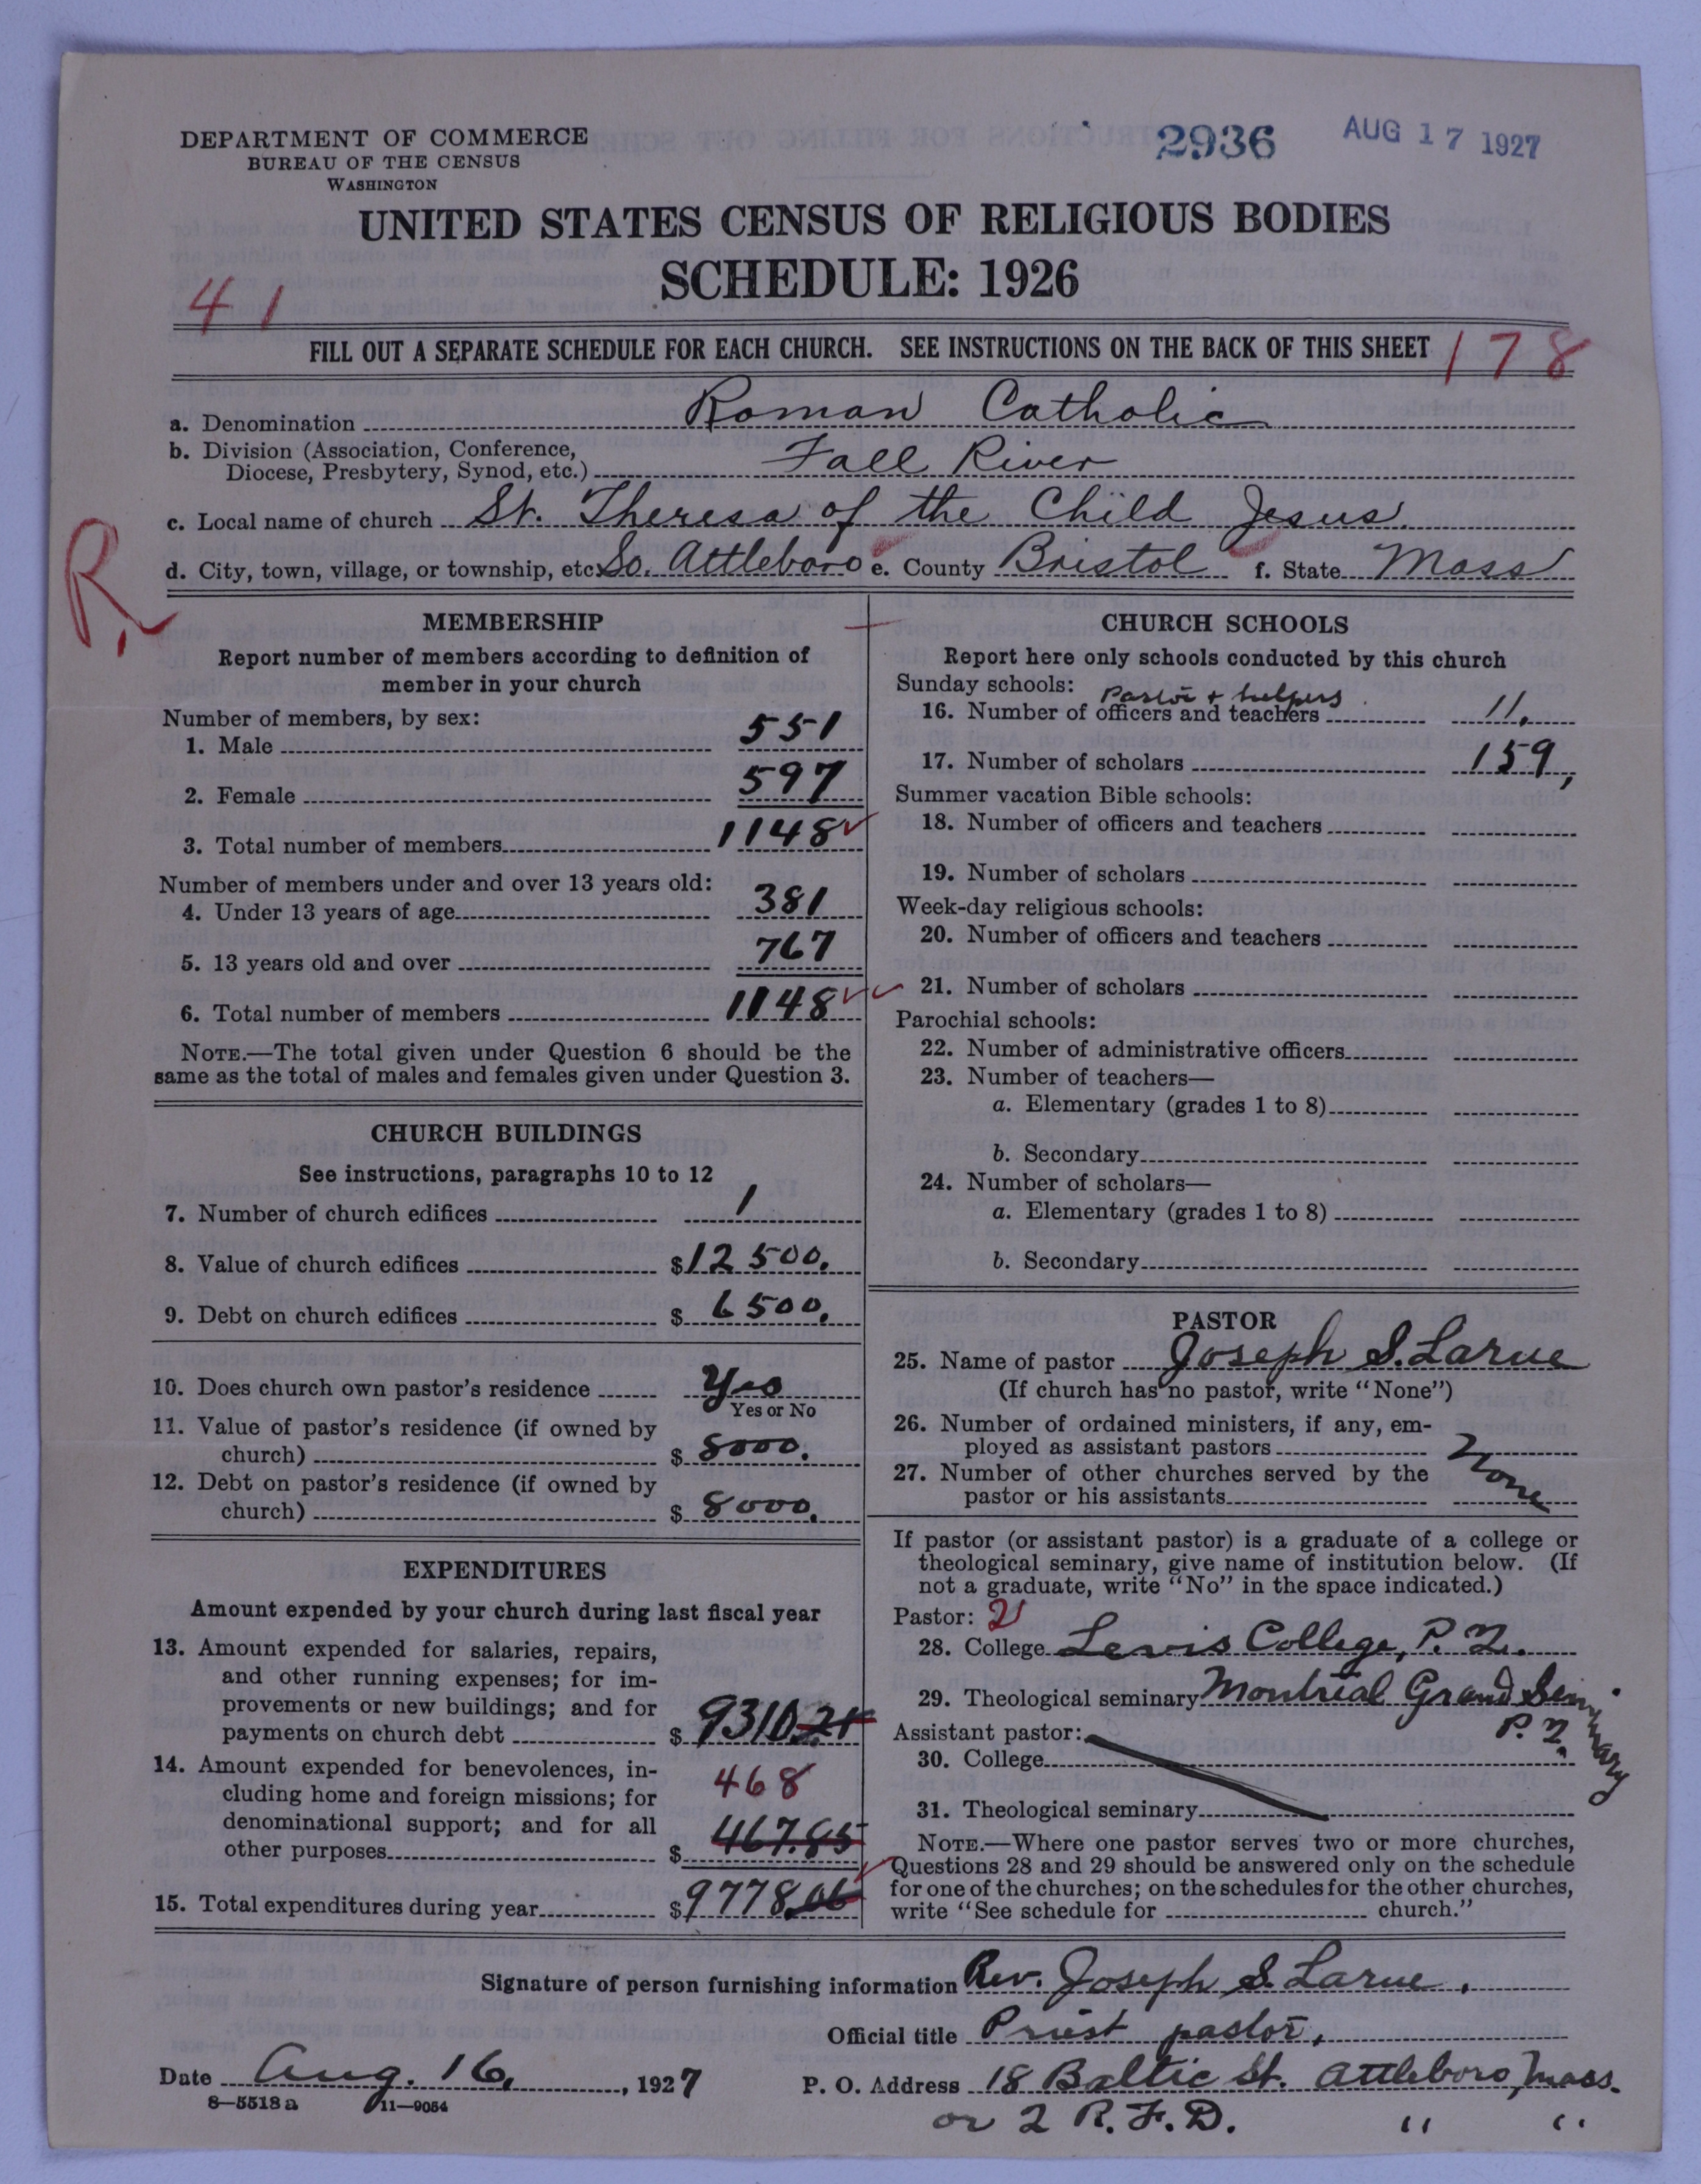 DEPARTMENT OF COMMERCE
BUREAU OF THE CENSUS
WASHINGTON
2936
AUG 17 1927
UNITED STATES CENSUS OF RELIGIOUS BODIES
SCHEDULE: 1926
41
FILL OUT A SEPARATE SCHEDULE FOR EACH CHURCH. SEE INSTRUCTIONS ON THE BACK OF THIS SHEET
178
a. Denomination Roman Catholic
b. Division (Association, Conference,
Diocese, Presbytery, Synod, etc.) Fall River
c. Local name of church St. Theresa of the Child Jesus.
d. City, town, village, or township, etc. So. Attleboro e. County Bristol f. State Mass
R.
MEMBERSHIP
Report number of members according to definition of
member in your church
Number of members, by sex:
1. Male 551
2. Female 597
3. Total number of members 1148
Number of members under and over 13 years old:
4. Under 13 years of age 381
5. 13 years old and over 767
6. Total number of members 1148
NOTE.—The total given under Question 6 should be the
same as the total of males and females given under Question 3.
CHURCH BUILDINGS
See instructions, paragraphs 10 to 12
7. Number of church edifices 1
8. Value of church edifices $12 500.
9. Debt on church edifices $ 6500.
10. Does church own pastor's residence Yes
Yes or No
11. Value of pastor's residence (if owned by
church) $ 8000.
12. Debt on pastor's residence (if owned by
church) $ 8000.
EXPENDITURES
Amount expended by your church during last fiscal year
13. Amount expended for salaries, repairs,
and other running expenses; for im-
provements or new buildings; and for
payments on church debt $ 9310.21
14. Amount expended for benevolences, in-
cluding home and foreign missions; for
denominational support; and for all
other purposes $ 467.85
468
15. Total expenditures during year $9778.06
CHURCH SCHOOLS
Report here only schools conducted by this church
Sunday schools: Pastor + helpers
16. Number of officers and teachers 11.
17. Number of scholars 159,
Summer vacation Bible schools:
18. Number of officers and teachers
19. Number of scholars
Week-day religious schools:
20. Number of officers and teachers
21. Number of scholars
Parochial schools:
22. Number of administrative officers
23. Number of teachers—
a. Elementary (grades 1 to 8)
b. Secondary
24. Number of scholars—
a. Elementary (grades 1 to 8)
b. Secondary
PASTOR
25. Name of pastor Joseph S. Larue
(If church has no pastor, write "None")
26. Number of ordained ministers, if any, em-
ployed as assistant pastors
27. Number of other churches served by the
pastor or his assistants None
If pastor (or assistant pastor) is a graduate of a college or
theological seminary, give name of institution below. (If
not a graduate, write "No" in the space indicated.)
Pastor: 2
28. College Levis College, P.Q.
29. Theological seminary Montreal Grand Seminary
P.Q.
Assistant pastor:
30. College
31. Theological seminary
NOTE.—Where one pastor serves two or more churches,
Questions 28 and 29 should be answered only on the schedule
for one of the churches; on the schedules for the other churches,
write "See schedule for church."
Signature of person furnishing information Rev. Joseph S. Larue.
Official title Priest pastor,
Date Aug. 16, , 1927
P. O. Address 18 Baltic St. Attleboro, Mass.
8—5518a 11—9054
or 2 R.F.D. " "